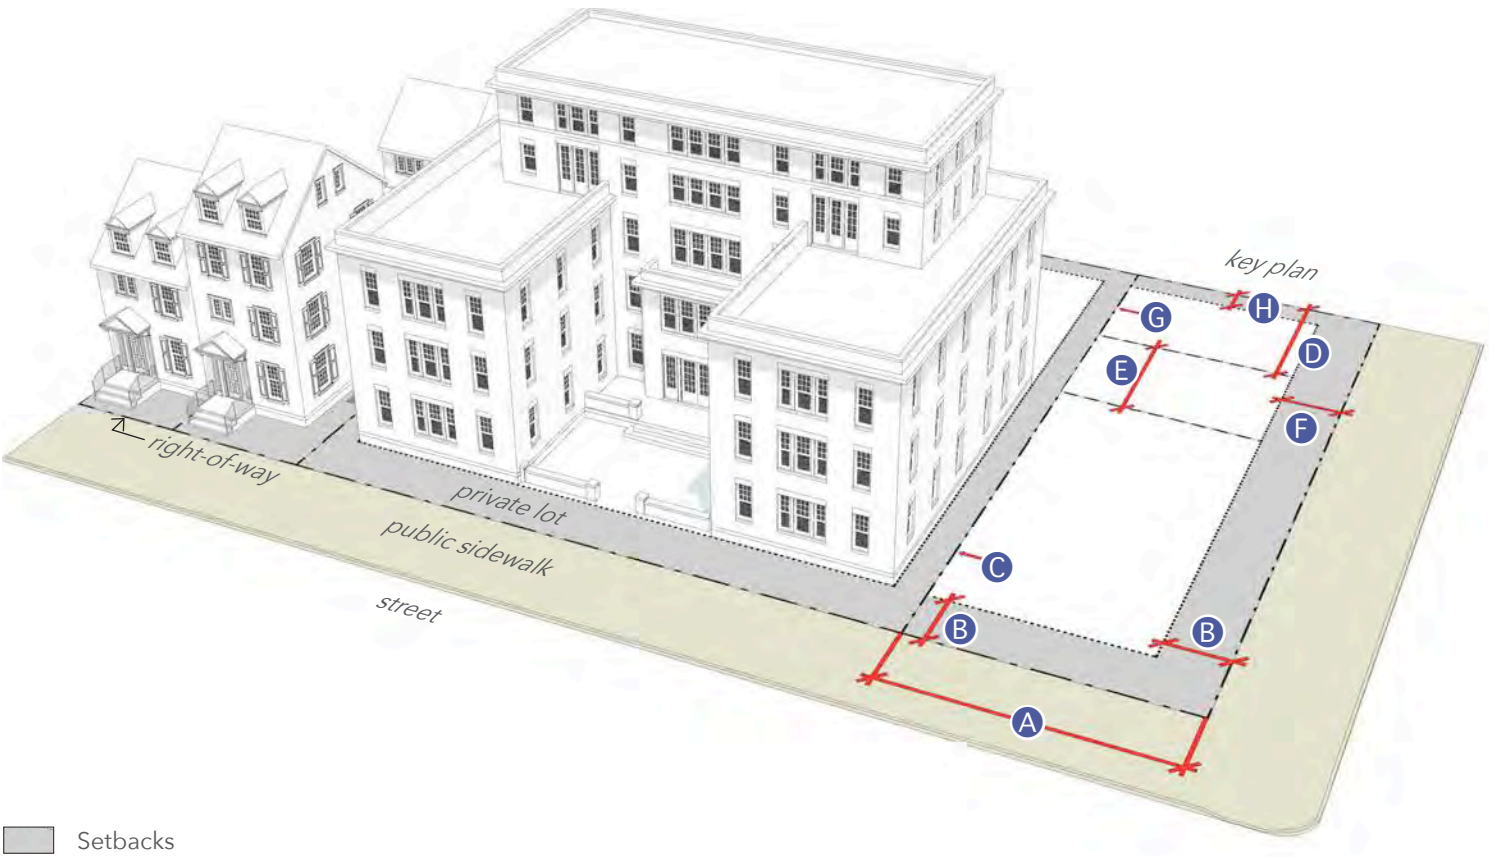 key plan
H
G
D
E
F
right-of-way
private lot
public sidewalk
C
street
B
B
A
Setbacks